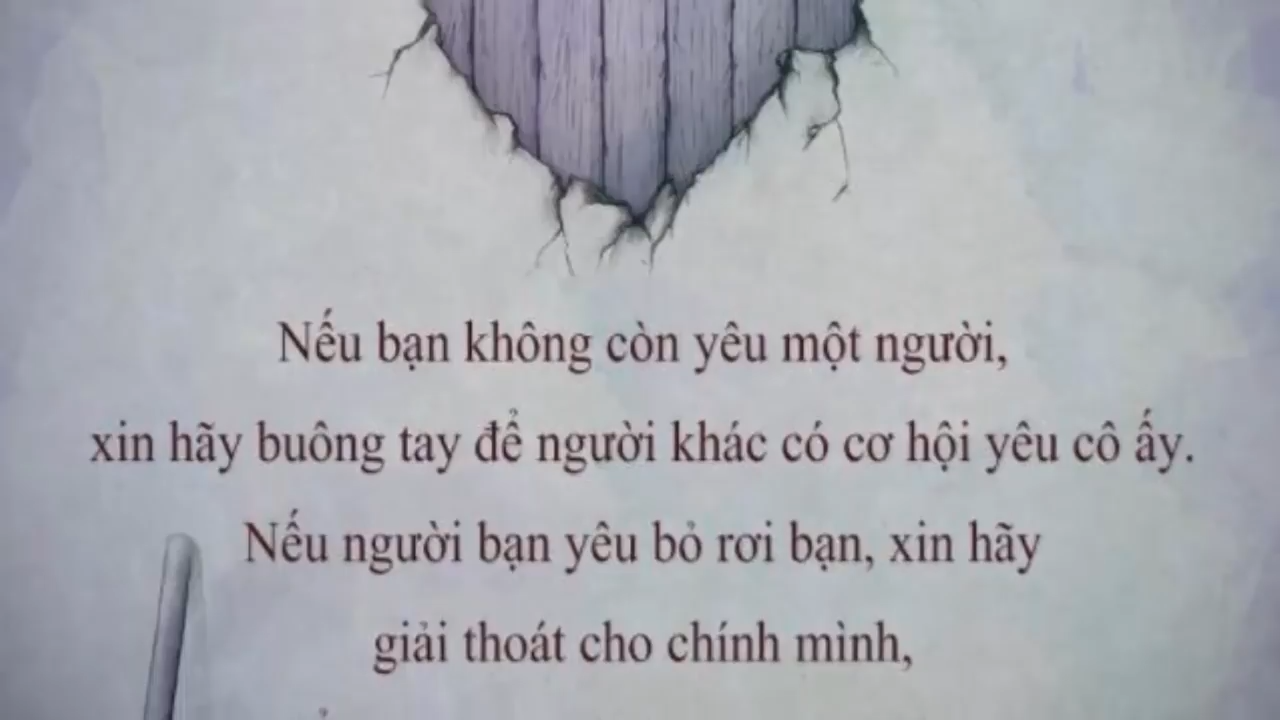 Nếu bạn không còn yêu một người,
xin hãy buông tay để người khác có cơ hội yêu cô ấy.
Nếu người bạn yêu bỏ rơi bạn, xin hãy
giải thoát cho chính mình,